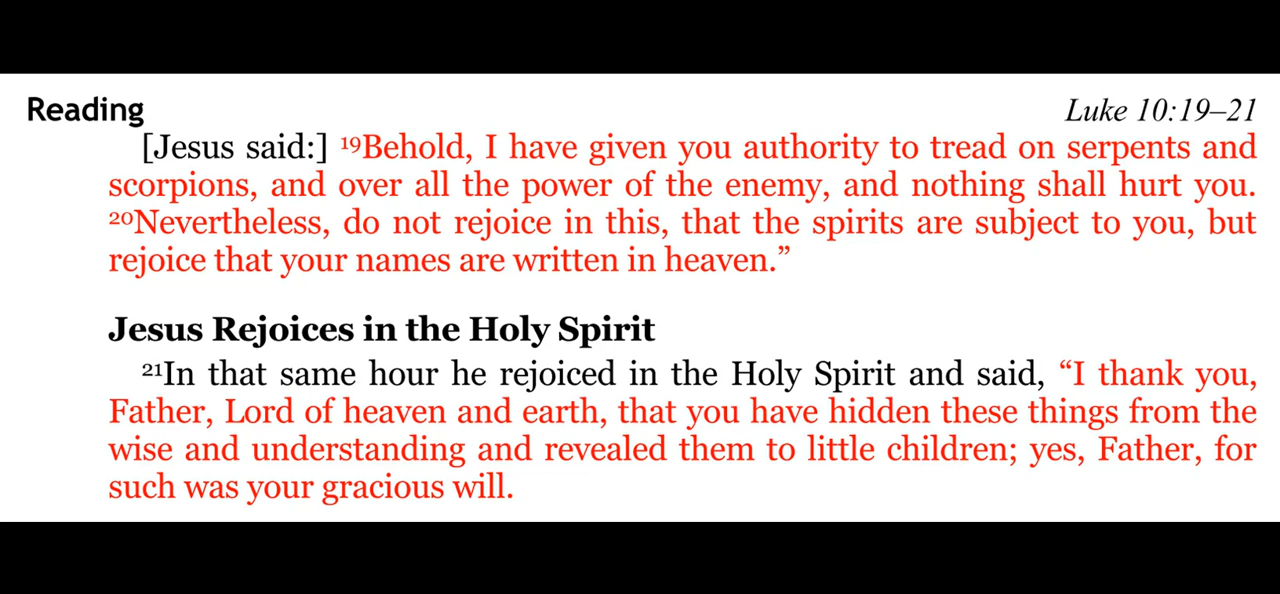 Reading Luke 10:19–21
[Jesus said:] 19Behold, I have given you authority to tread on serpents and
scorpions, and over all the power of the enemy, and nothing shall hurt you.
20Nevertheless, do not rejoice in this, that the spirits are subject to you, but
rejoice that your names are written in heaven.”
Jesus Rejoices in the Holy Spirit
21In that same hour he rejoiced in the Holy Spirit and said, “I thank you,
Father, Lord of heaven and earth, that you have hidden these things from the
wise and understanding and revealed them to little children; yes, Father, for
such was your gracious will.